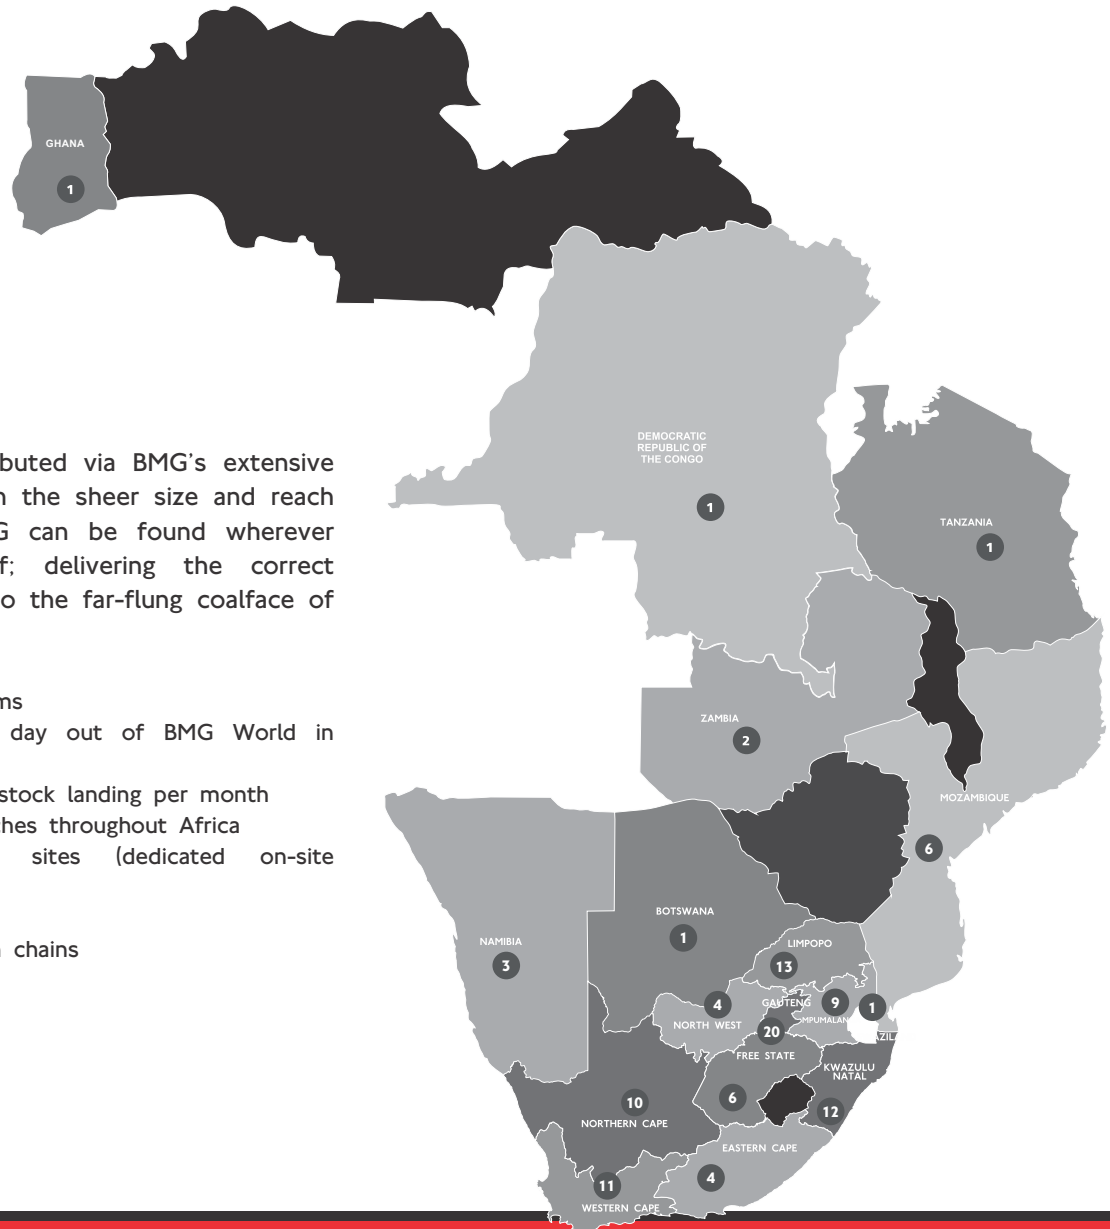 buted via BMG's extensive
the sheer size and reach
G can be found wherever
delivering the correct
o the far-flung coalface of
day out of BMG World in
stock landing per month
throughout Africa
sites (dedicated on-site
chains
GHANA
1
DEMOCRATIC
REPUBLIC OF
THE CONGO
1
TANZANIA
1
ZAMBIA
2
MOZAMBIQUE
6
BOTSWANA
1
NAMIBIA
3
LIMPOPO
13
4
NORTH WEST
GAUTENG
20
9
MPUMALAN
1
AZIL
FREE STATE
6
KWAZULU
NATAL
12
10
NORTHERN CAPE
EASTERN CAPE
4
11
WESTERN CAPE